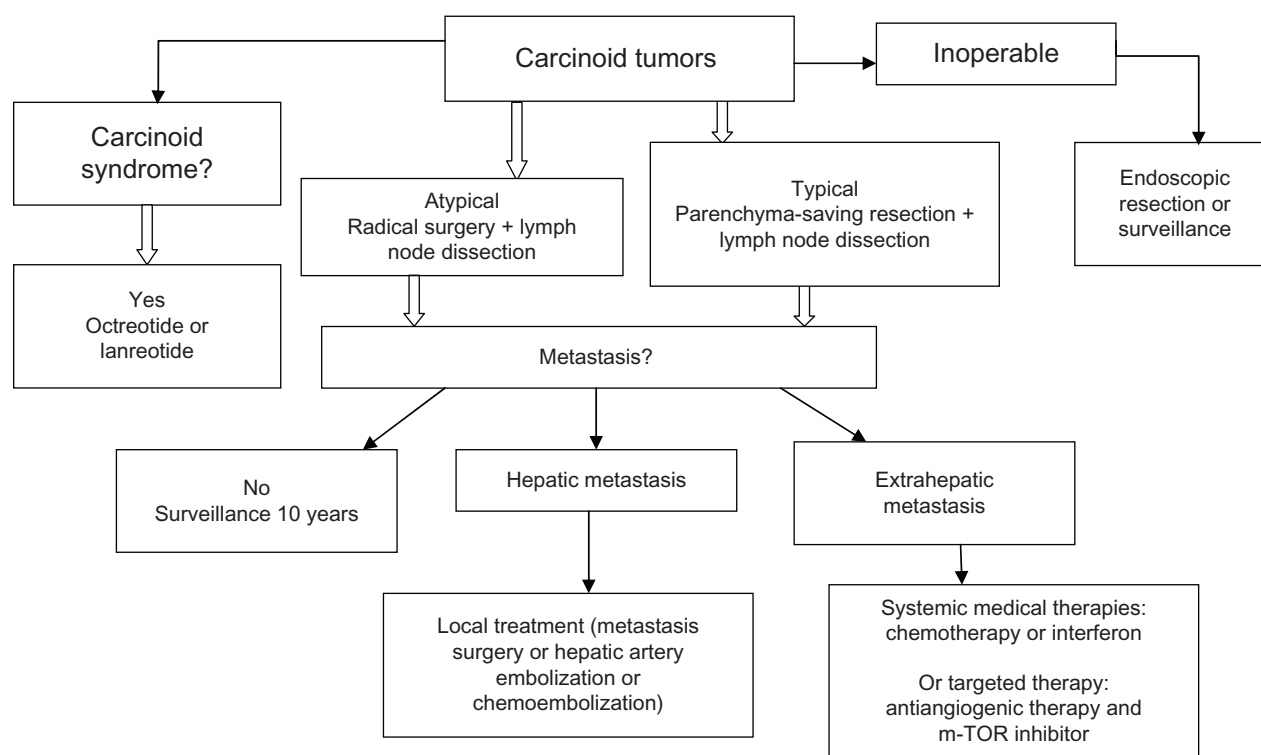 Carcinoid tumors
Inoperable
Carcinoid
syndrome?
Atypical
Radical surgery + lymph
node dissection
Typical
Parenchyma-saving resection +
lymph node dissection
Endoscopic
resection or
surveillance
Yes
Octreotide or
lanreotide
Metastasis?
No
Surveillance 10 years
Hepatic metastasis
Extrahepatic
metastasis
Local treatment (metastasis
surgery or hepatic artery
embolization or
chemoembolization)
Systemic medical therapies:
chemotherapy or interferon
Or targeted therapy:
antiangiogenic therapy and
m-TOR inhibitor